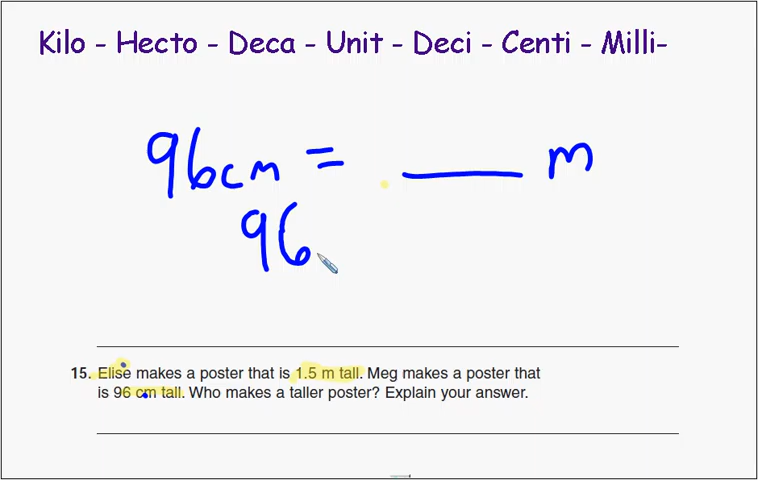 Kilo - Hecto - Deca - Unit - Deci - Centi - Milli-
96cm = ____ m
96
15. Elise makes a poster that is 1.5 m tall. Meg makes a poster that
is 96 cm tall. Who makes a taller poster? Explain your answer.